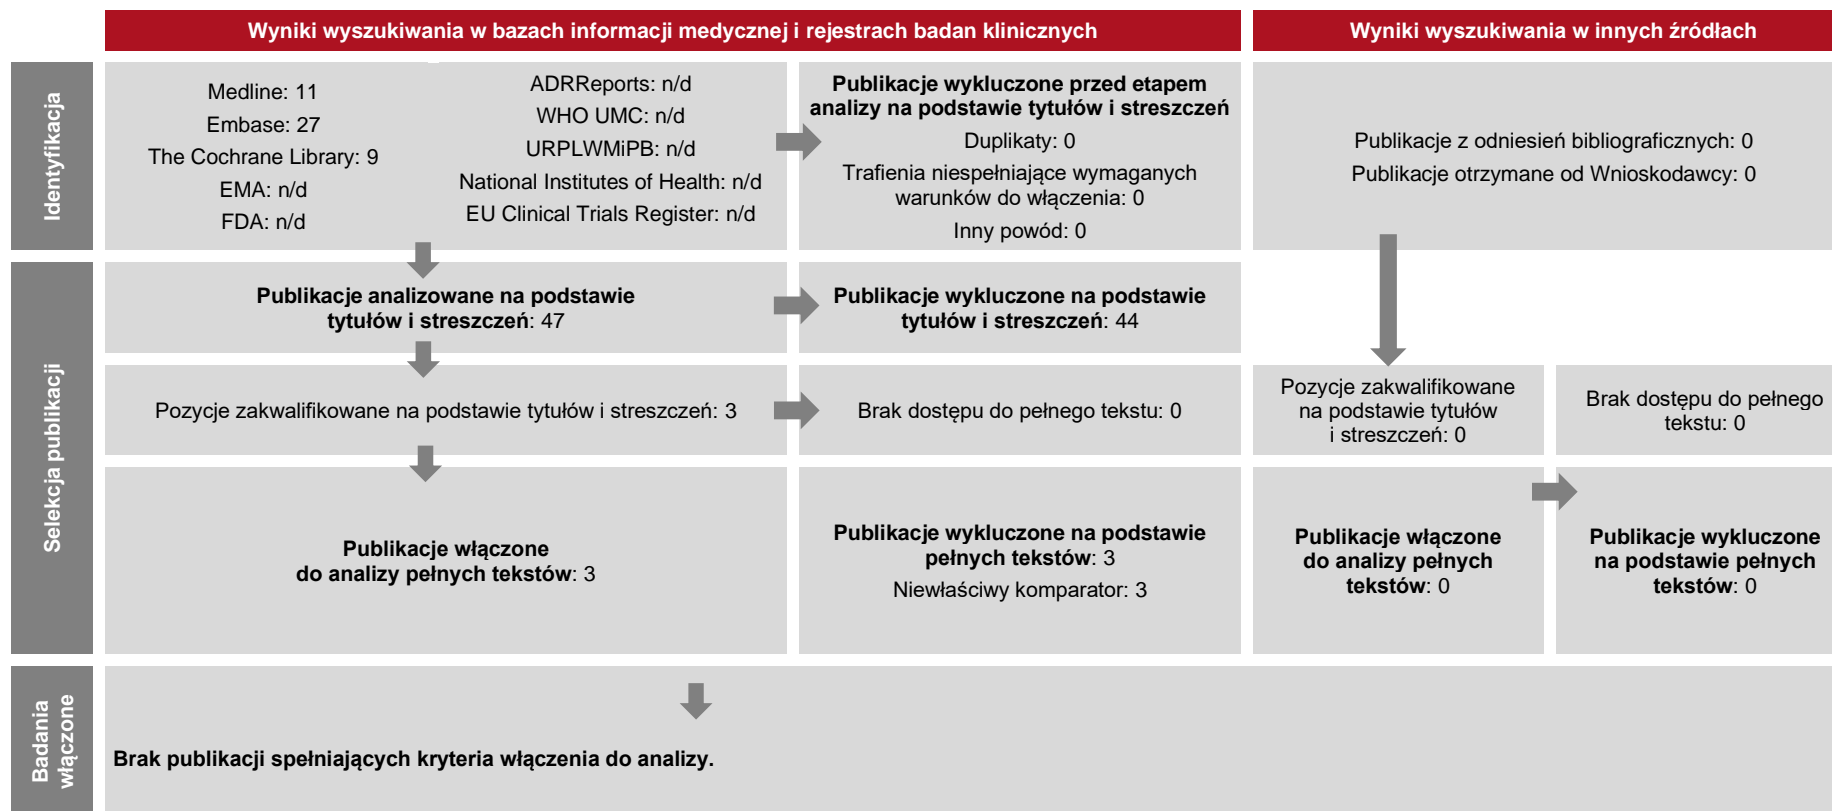 Wyniki wyszukiwania w bazach informacji medycznej i rejestrach badan klinicznych
Wyniki wyszukiwania w innych źródłach
Identyfikacja
Medline: 11
Embase: 27
The Cochrane Library: 9
EMA: n/d
FDA: n/d
ADRReports: n/d
WHO UMC: n/d
URPLWMiPB: n/d
National Institutes of Health: n/d
EU Clinical Trials Register: n/d
Publikacje wykluczone przed etapem
analizy na podstawie tytułów i streszczeń
Duplikaty: 0
Trafienia niespełniające wymaganych
warunków do włączenia: 0
Inny powód: 0
Publikacje z odniesień bibliograficznych: 0
Publikacje otrzymane od Wnioskodawcy: 0
Selekcja publikacji
Publikacje analizowane na podstawie
tytułów i streszczeń: 47
Publikacje wykluczone na podstawie
tytułów i streszczeń: 44
Pozycje zakwalifikowane na podstawie tytułów i streszczeń: 3
Brak dostępu do pełnego tekstu: 0
Pozycje zakwalifikowane
na podstawie tytułów
i streszczeń: 0
Brak dostępu do pełnego
tekstu: 0
Publikacje włączone
do analizy pełnych tekstów: 3
Publikacje wykluczone na podstawie
pełnych tekstów: 3
Niewłaściwy komparator: 3
Publikacje włączone
do analizy pełnych
tekstów: 0
Publikacje wykluczone
na podstawie pełnych
tekstów: 0
Badania
włączone
Brak publikacji spełniających kryteria włączenia do analizy.